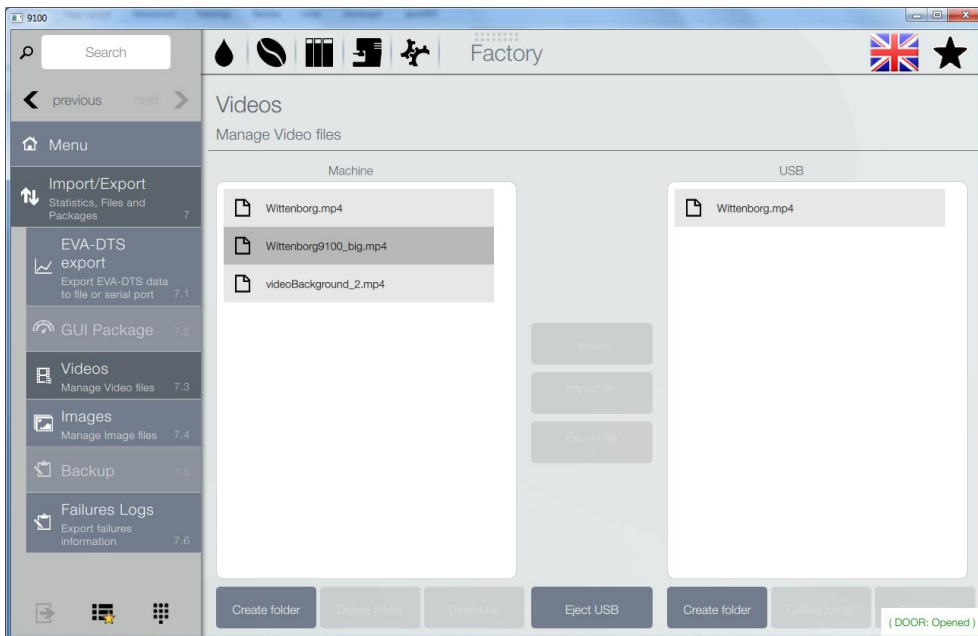 9100
Search
Factory
previous next
Menu
Import/Export
Statistics, Files and
Packages 7
EVA-DTS
export
Export EVA-DTS data
to file or serial port 7.1
GUI Package 7.2
Videos
Manage Video files 7.3
Images
Manage Image files 7.4
Backup 7.5
Failures Logs
Export failures
information 7.6
Videos
Manage Video files
Machine
Wittenborg.mp4
Wittenborg9100_big.mp4
videoBackground_2.mp4
Preview
Import file
<
Export file
>
USB
Wittenborg.mp4
Create folder
Delete folder
Delete file
Eject USB
Create folder
Delete folder
( DOOR: Opened )